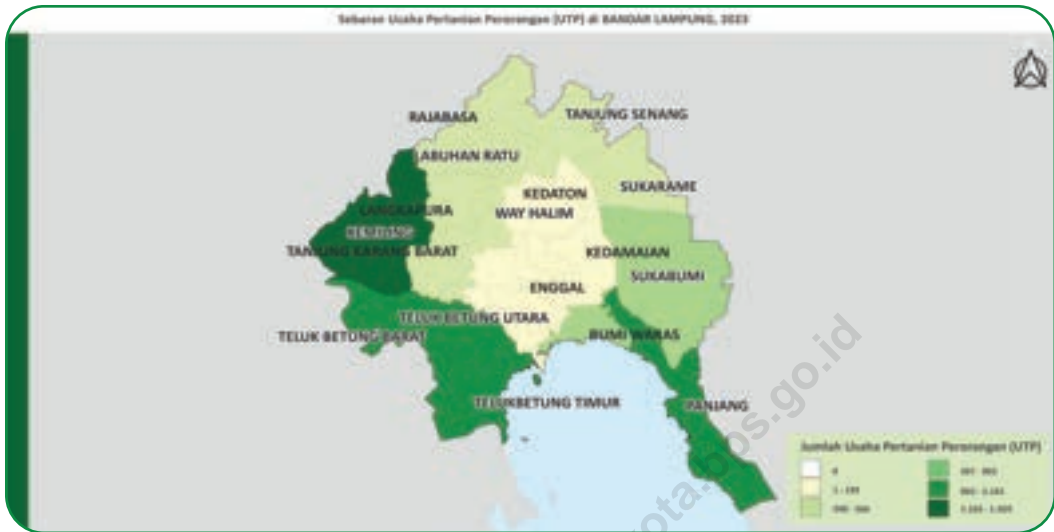 Sebaran Usaha Pertanian Perorangan (UTP) di BANDAR LAMPUNG, 2023
RAJABASA
TANJUNG SENANG
LABUHAN RATU
SUKARAME
KEDATON
LANGKAPURA
WAY HALIM
KEMILING
TANJUNG KARANG BARAT
KEDAMAIAN
SUKABUMI
ENGGAL
TELUK BETUNG UTARA
TELUK BETUNG BARAT
BUMI WARAS
TELUKBETUNG TIMUR
PANJANG
Jumlah Usaha Pertanian Perorangan (UTP)
0